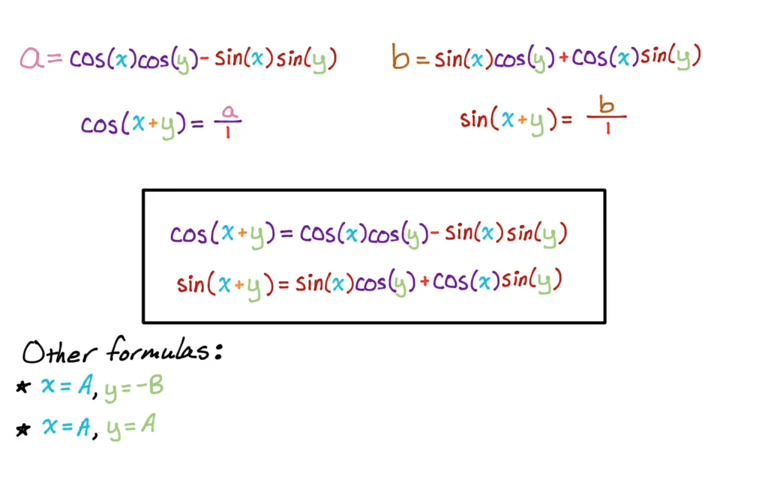 a = cos(x)cos(y) - sin(x)sin(y)
b = sin(x)cos(y) + cos(x)sin(y)
cos(x+y) = a/1
sin(x+y) = b/1
cos(x+y) = cos(x)cos(y) - sin(x)sin(y)
sin(x+y) = sin(x)cos(y) + cos(x)sin(y)
Other formulas:
* x = A, y = -B
* x = A, y = A